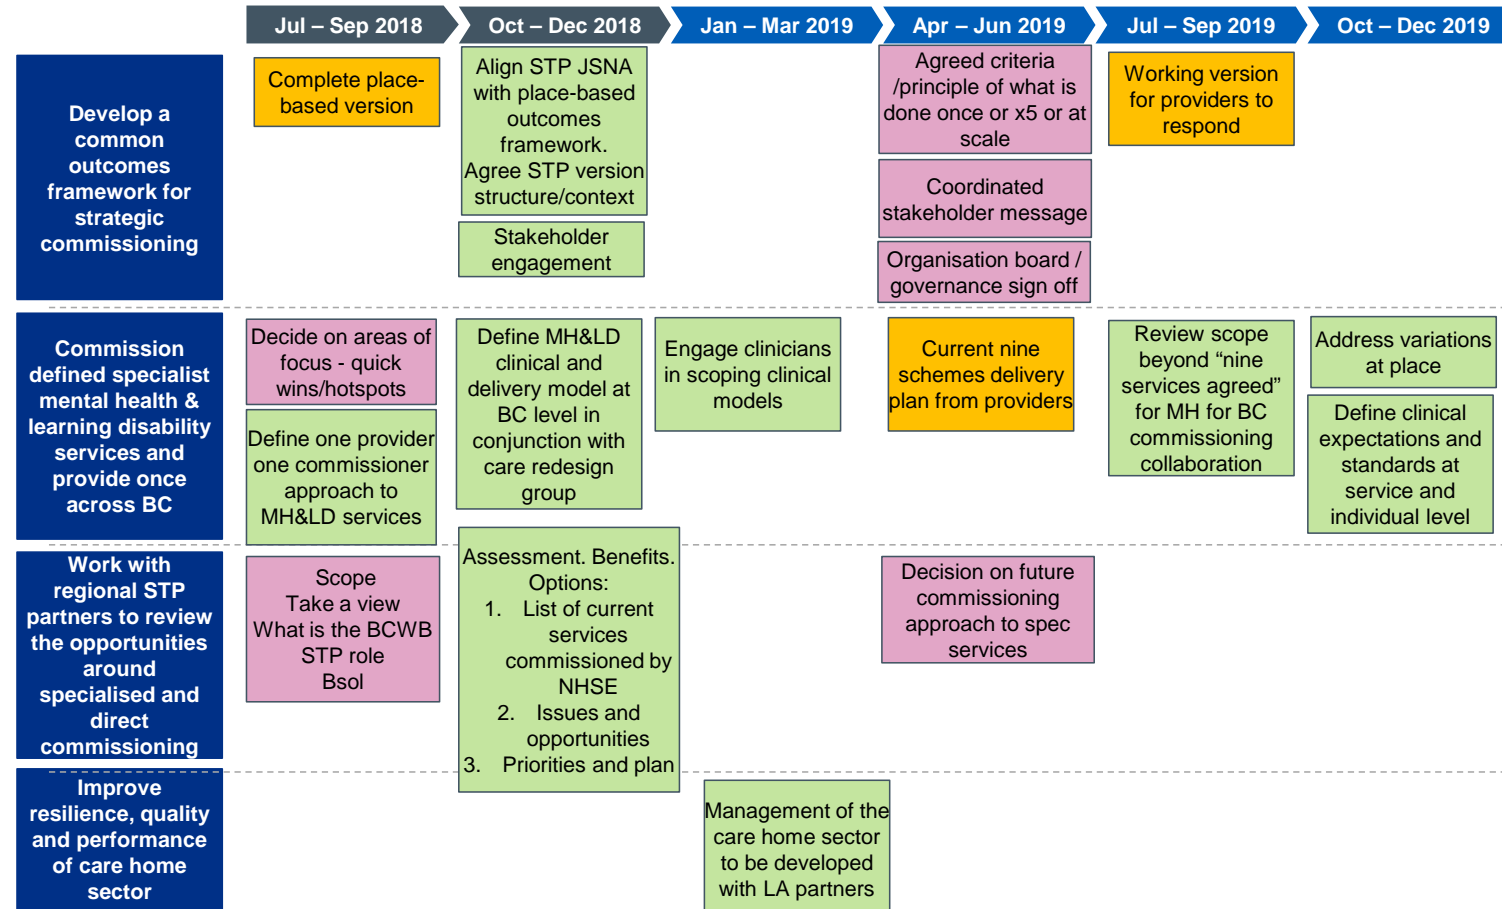 Jul – Sep 2018
Oct – Dec 2018
Jan – Mar 2019
Apr – Jun 2019
Jul – Sep 2019
Oct – Dec 2019
Develop a
common
outcomes
framework for
strategic
commissioning
Complete place-
based version
Align STP JSNA
with place-based
outcomes
framework.
Agree STP version
structure/context
Stakeholder
engagement
Agreed criteria
/principle of what is
done once or x5 or at
scale
Coordinated
stakeholder message
Organisation board /
governance sign off
Working version
for providers to
respond
Commission
defined specialist
mental health &
learning disability
services and
provide once
across BC
Decide on areas of
focus - quick
wins/hotspots
Define one provider
one commissioner
approach to
MH&LD services
Define MH&LD
clinical and
delivery model at
BC level in
conjunction with
care redesign
group
Engage clinicians
in scoping clinical
models
Current nine
schemes delivery
plan from providers
Review scope
beyond “nine
services agreed”
for MH for BC
commissioning
collaboration
Address variations
at place
Define clinical
expectations and
standards at
service and
individual level
Work with
regional STP
partners to review
the opportunities
around
specialised and
direct
commissioning
Scope
Take a view
What is the BCWB
STP role
Bsol
Assessment. Benefits.
Options:
1. List of current
services
commissioned by
NHSE
2. Issues and
opportunities
3. Priorities and plan
Decision on future
commissioning
approach to spec
services
Improve
resilience, quality
and performance
of care home
sector
Management of the
care home sector
to be developed
with LA partners